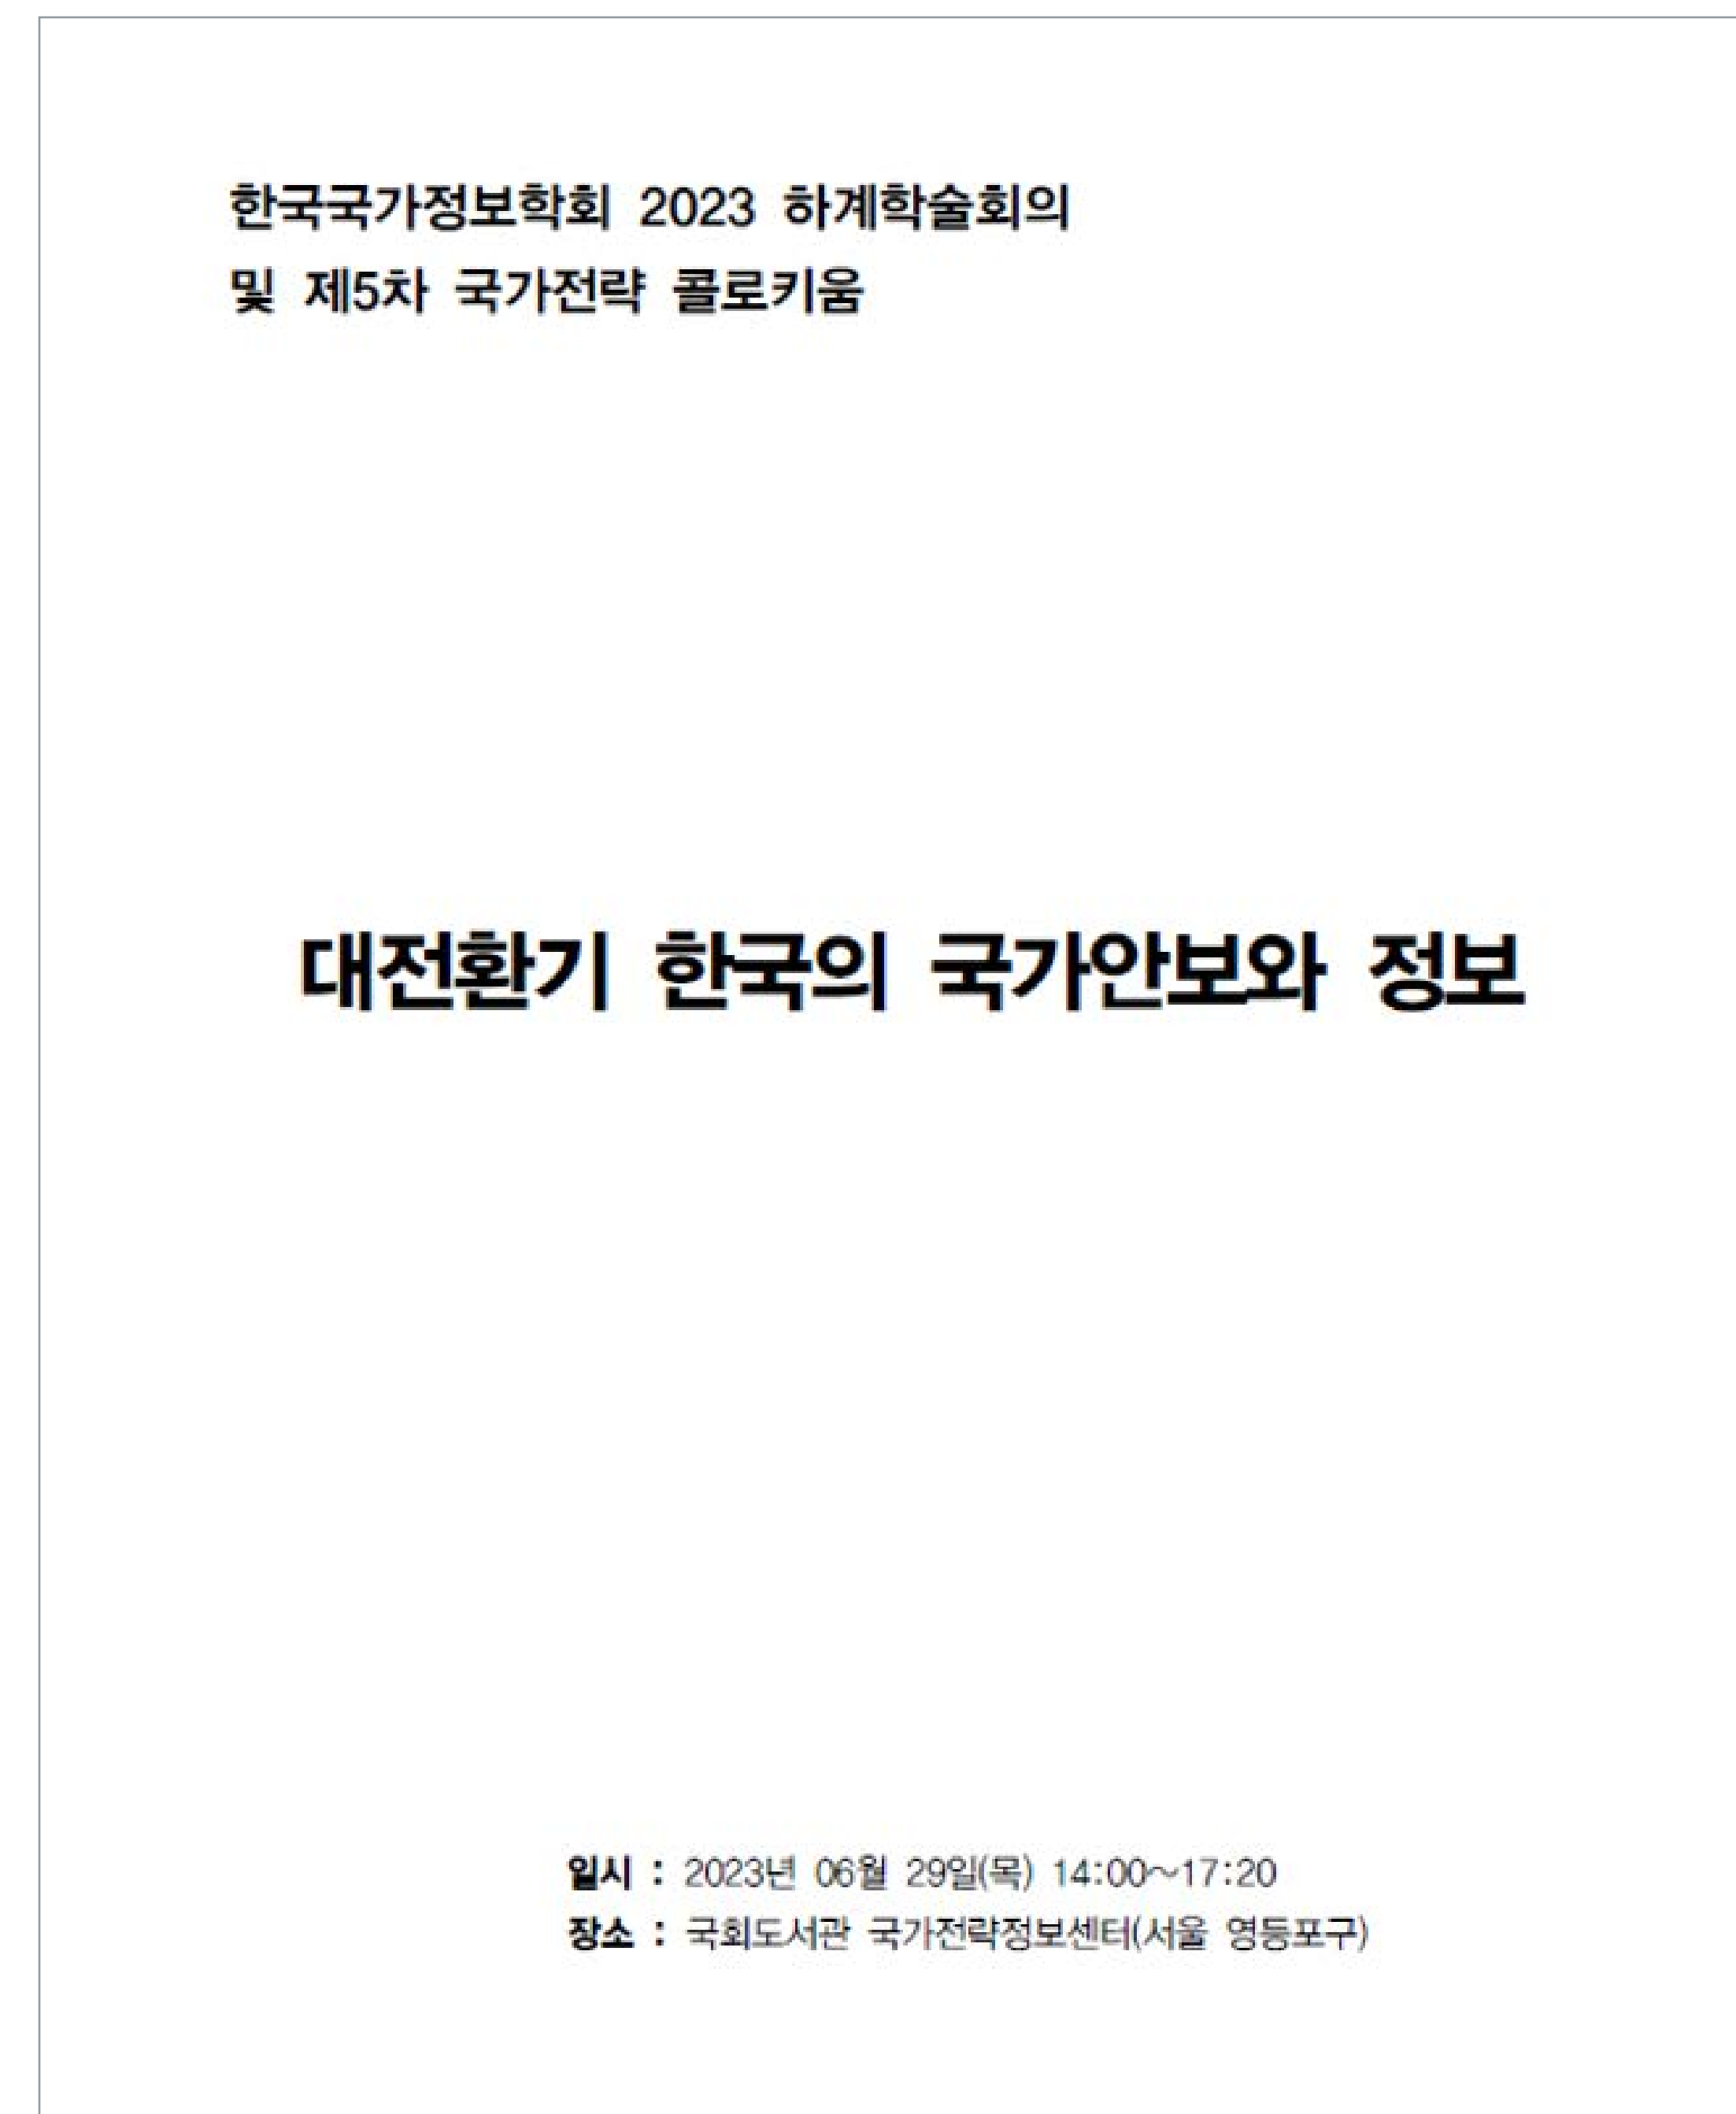 한국국가정보학회 2023 하계학술회의
및 제5차 국가전략 콜로키움
대전환기 한국의 국가안보와 정보
일시 : 2023년 06월 29일(목) 14:00~17:20
장소 : 국회도서관 국가전략정보센터(서울 영등포구)